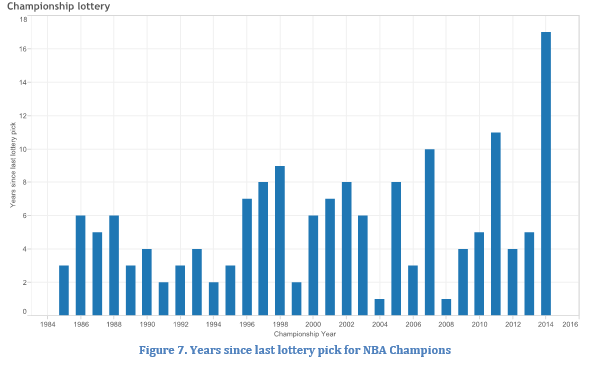 Championship lottery
18
16
14
12
10
8
6
4
2
0
Years since last lottery pick
1984 1986 1988 1990 1992 1994 1996 1998 2000 2002 2004 2006 2008 2010 2012 2014 2016
Championship Year
Figure 7. Years since last lottery pick for NBA Champions